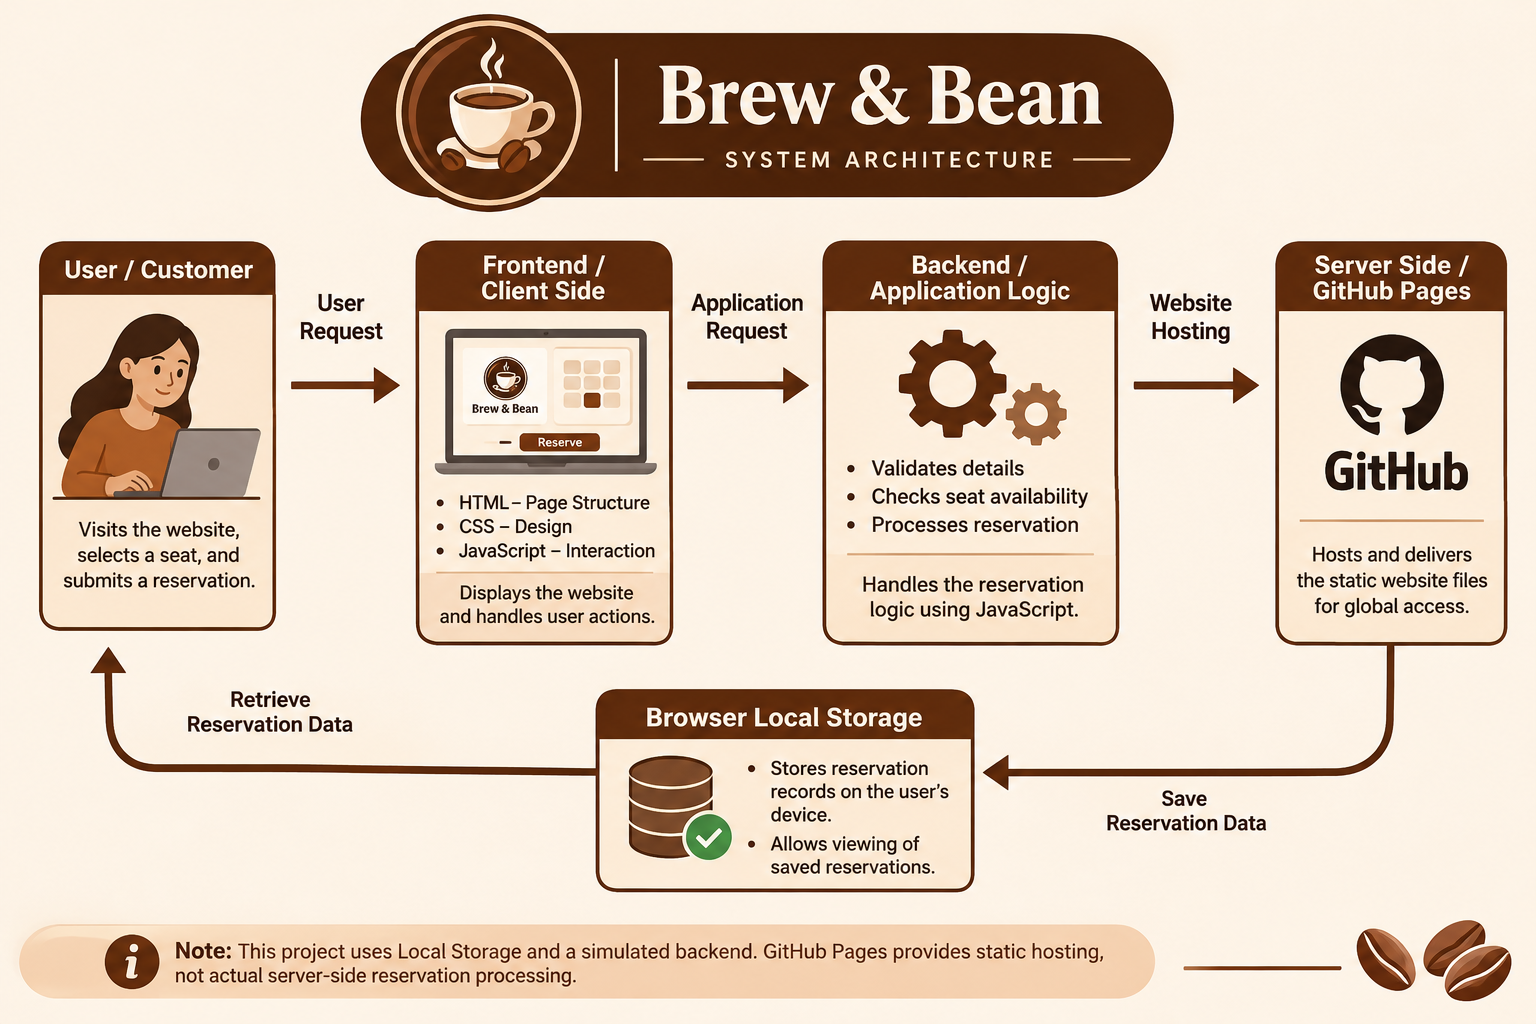 Brew & Bean
SYSTEM ARCHITECTURE
User / Customer
Visits the website,
selects a seat, and
submits a reservation.
User
Request
Frontend /
Client Side
Brew & Bean
Reserve
• HTML – Page Structure
• CSS – Design
• JavaScript – Interaction
Displays the website
and handles user actions.
Application
Request
Backend /
Application Logic
• Validates details
• Checks seat availability
• Processes reservation
Handles the reservation
logic using JavaScript.
Website
Hosting
Server Side /
GitHub Pages
GitHub
Hosts and delivers
the static website files
for global access.
Retrieve
Reservation Data
Browser Local Storage
• Stores reservation
records on the user's
device.
• Allows viewing of
saved reservations.
Save
Reservation Data
i
Note: This project uses Local Storage and a simulated backend. GitHub Pages provides static hosting,
not actual server-side reservation processing.